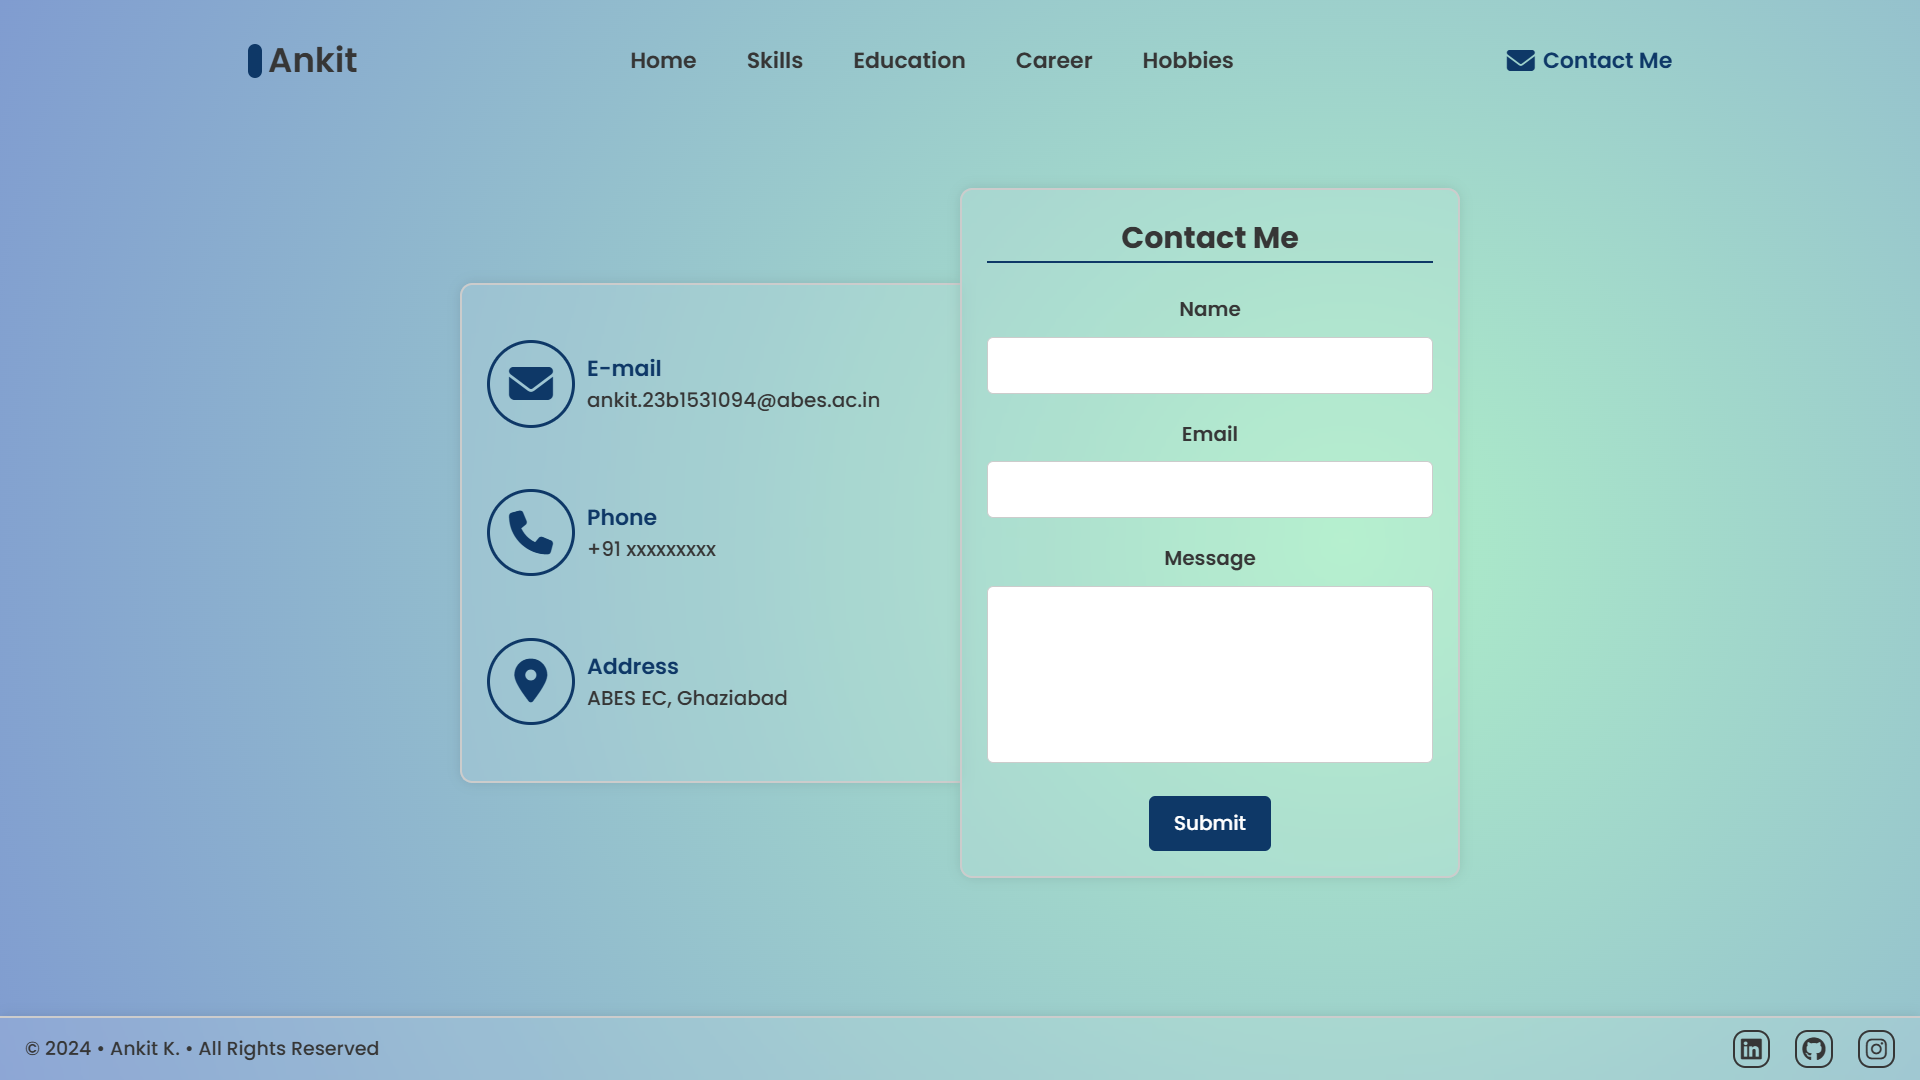 Ankit
Home
Skills
Education
Career
Hobbies
Contact Me
E-mail
ankit.23b1531094@abes.ac.in
Phone
+91 xxxxxxxxx
Address
ABES EC, Ghaziabad
Contact Me
Name
Email
Message
Submit
© 2024 • Ankit K. • All Rights Reserved